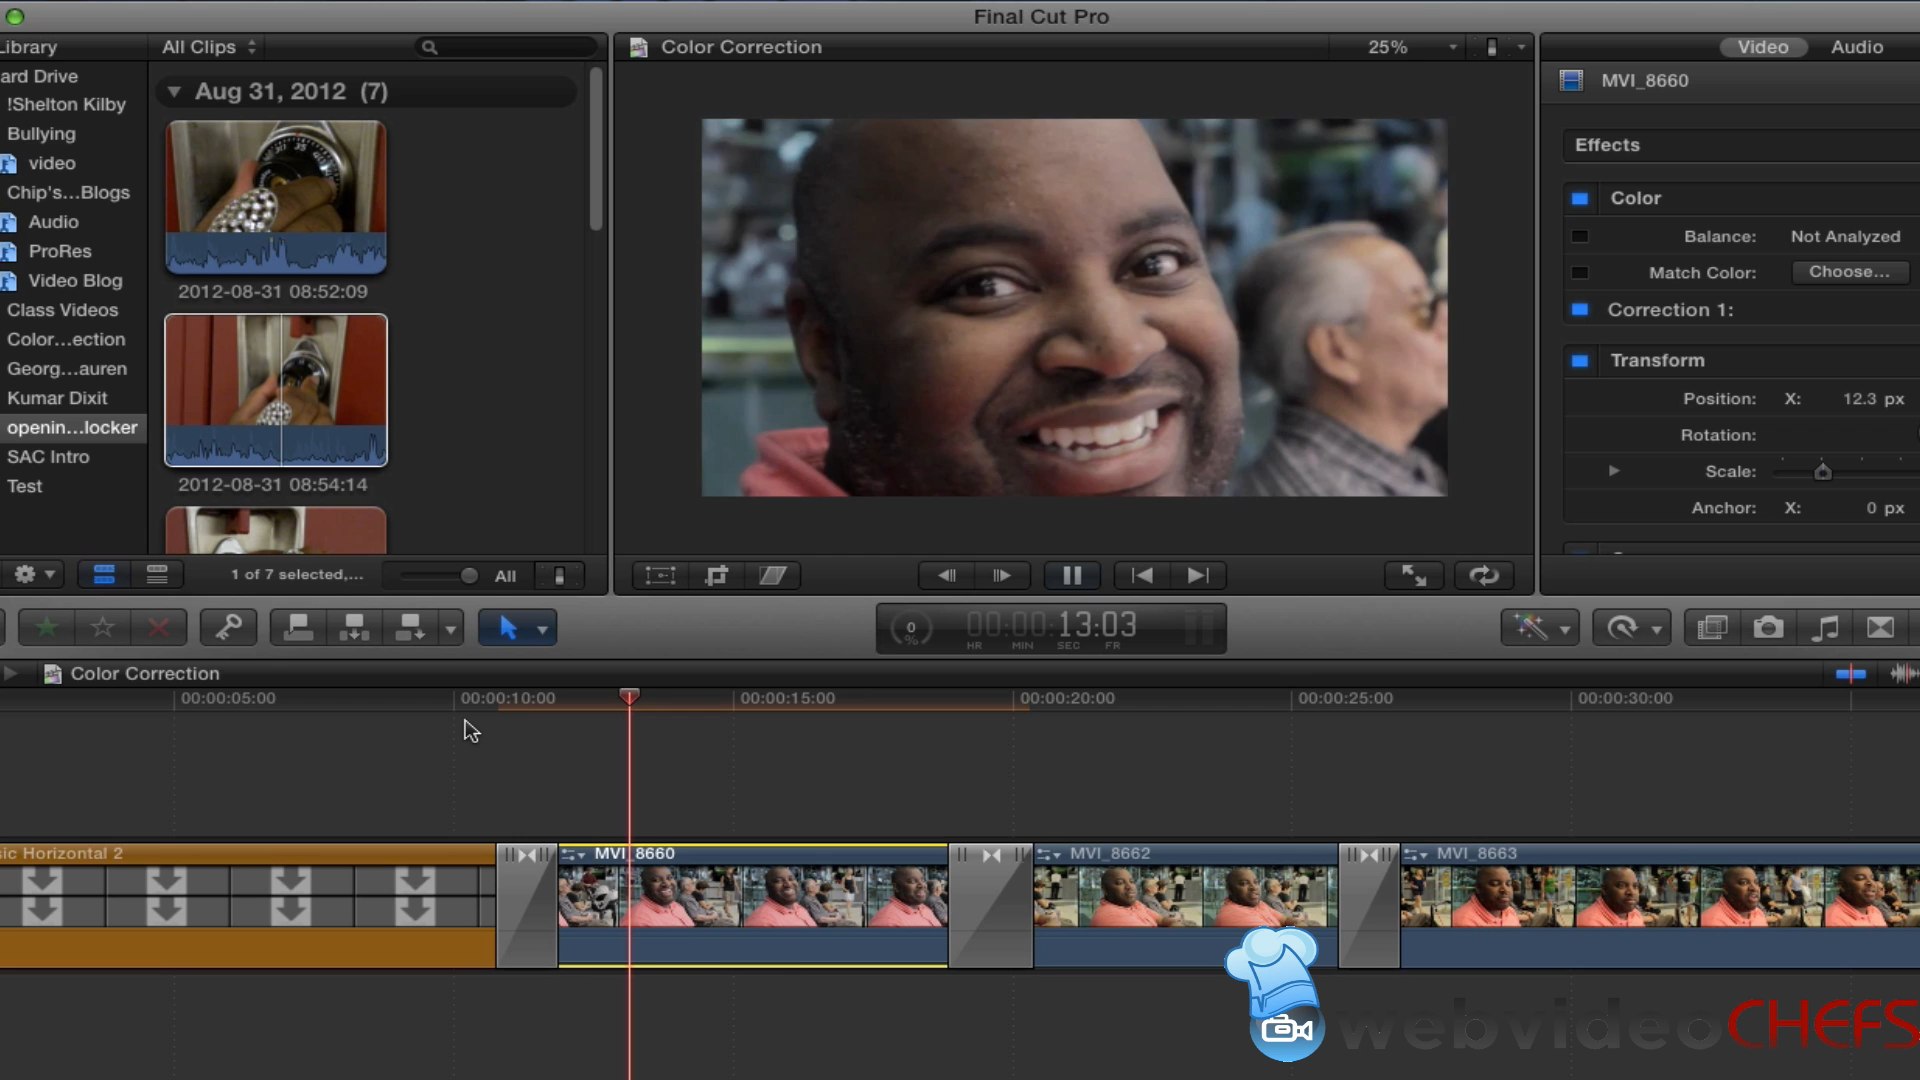 Final Cut Pro
Library
All Clips
Color Correction
25%
Video
Audio
ard Drive
!Shelton Kilby
Bullying
video
Chip's...Blogs
Audio
ProRes
Video Blog
Class Videos
Color...ection
Georg...auren
Kumar Dixit
openin...locker
SAC Intro
Test
Aug 31, 2012 (7)
2012-08-31 08:52:09
2012-08-31 08:54:14
MVI_8660
Effects
Color
Balance: Not Analyzed
Match Color: Choose...
Correction 1:
Transform
Position: X: 12.3 px
Rotation:
Scale:
Anchor: X: 0 px
1 of 7 selected,...
All
0
%
00:00:13:03
HR MIN SEC FR
Color Correction
00:00:05:00
00:00:10:00
00:00:15:00
00:00:20:00
00:00:25:00
00:00:30:00
ic Horizontal 2
MVI_8660
MVI_8662
MVI_8663
webvideoCHEFS